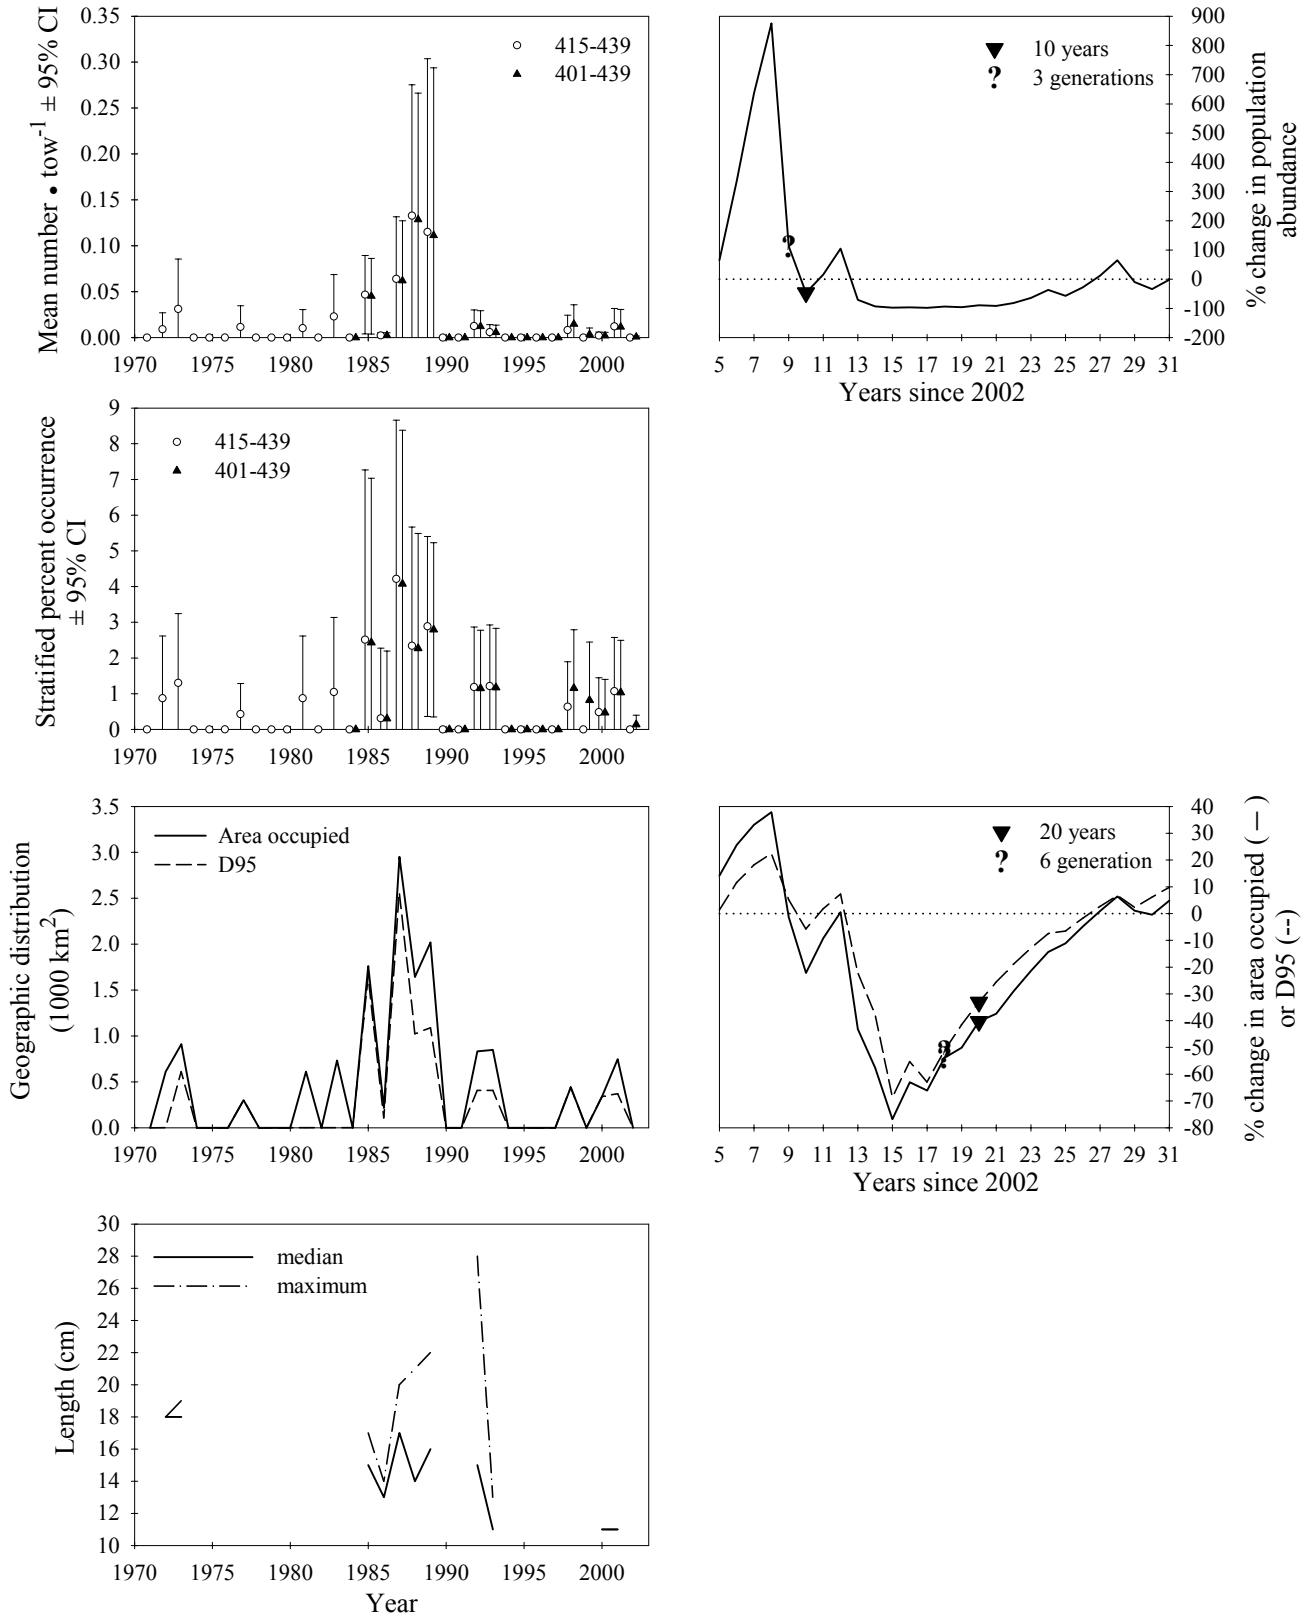 Mean number • tow-1 ± 95% CI
0.35
0.30
0.25
0.20
0.15
0.10
0.05
0.00
415-439
401-439
1970 1975 1980 1985 1990 1995 2000
10 years
? 3 generations
?
900
800
700
600
500
400
300
200
100
0
-100
-200
% change in population
abundance
5 7 9 11 13 15 17 19 21 23 25 27 29 31
Years since 2002
Stratified percent occurrence
± 95% CI
9
8
7
6
5
4
3
2
1
0
415-439
401-439
1970 1975 1980 1985 1990 1995 2000
Geographic distribution
(1000 km2)
3.5
3.0
2.5
2.0
1.5
1.0
0.5
0.0
Area occupied
D95
1970 1975 1980 1985 1990 1995 2000
20 years
? 6 generation
?
40
30
20
10
0
-10
-20
-30
-40
-50
-60
-70
-80
% change in area occupied (—)
or D95 (--)
5 7 9 11 13 15 17 19 21 23 25 27 29 31
Years since 2002
Length (cm)
30
28
26
24
22
20
18
16
14
12
10
median
maximum
1970 1975 1980 1985 1990 1995 2000
Year